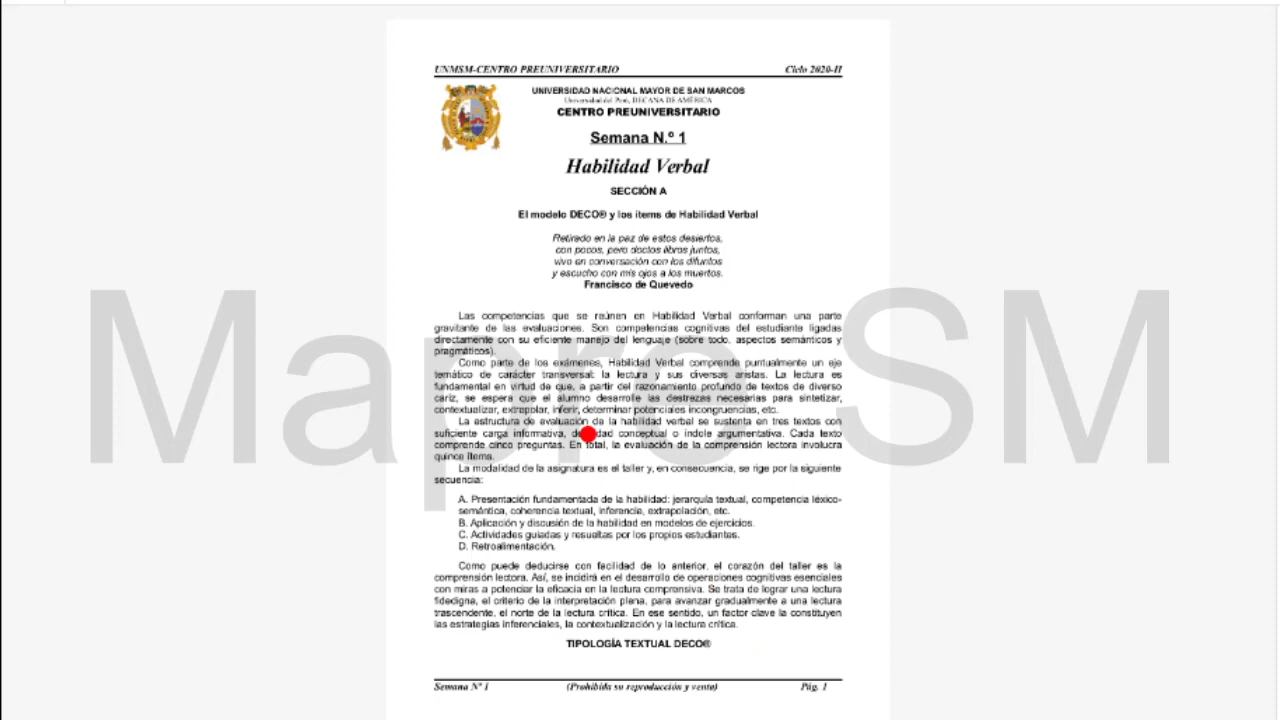 UNMSM-CENTRO PREUNIVERSITARIO Ciclo 2020-II
UNIVERSIDAD NACIONAL MAYOR DE SAN MARCOS
Universidad del Perú, DECANA DE AMÉRICA
CENTRO PREUNIVERSITARIO
Semana N.º 1
Habilidad Verbal
SECCIÓN A
El modelo DECO® y los ítems de Habilidad Verbal
Retirado en la paz de estos desiertos,
con pocos, pero doctos libros juntos,
vivo en conversación con los difuntos
y escucho con mis ojos a los muertos.
Francisco de Quevedo
Las competencias que se reúnen en Habilidad Verbal conforman una parte
gravitante de las evaluaciones. Son competencias cognitivas del estudiante ligadas
directamente con su eficiente manejo del lenguaje (sobre todo, aspectos semánticos y
pragmáticos).
Como parte de los exámenes, Habilidad Verbal comprende puntualmente un eje
temático de carácter transversal: la lectura y sus diversas aristas. La lectura es
fundamental en virtud de que, a partir del razonamiento profundo de textos de diverso
cariz, se espera que el alumno desarrolle las destrezas necesarias para sintetizar,
contextualizar, extrapolar, inferir, determinar potenciales incongruencias, etc.
La estructura de evaluación de la habilidad verbal se sustenta en tres textos con
suficiente carga informativa, conceptual o índole argumentativa. Cada texto
comprende cinco preguntas. En total, la evaluación de la comprensión lectora involucra
quince ítems.
La modalidad de la asignatura es el taller y, en consecuencia, se rige por la siguiente
secuencia:
A. Presentación fundamentada de la habilidad: jerarquía textual, competencia léxico-
semántica, coherencia textual, inferencia, extrapolación, etc.
B. Aplicación y discusión de la habilidad en modelos de ejercicios.
C. Actividades guiadas y resueltas por los propios estudiantes.
D. Retroalimentación.
Como puede deducirse con facilidad de lo anterior, el corazón del taller es la
comprensión lectora. Así, se incidirá en el desarrollo de operaciones cognitivas esenciales
con miras a potenciar la eficacia en la lectura comprensiva. Se trata de lograr una lectura
fidedigna, el criterio de la interpretación plena, para avanzar gradualmente a una lectura
trascendente, el norte de la lectura crítica. En ese sentido, un factor clave la constituyen
las estrategias inferenciales, la contextualización y la lectura crítica.
TIPOLOGÍA TEXTUAL DECO®
Semana Nº 1 (Prohibida su reproducción y venta) Pág. 1
Mapro SM